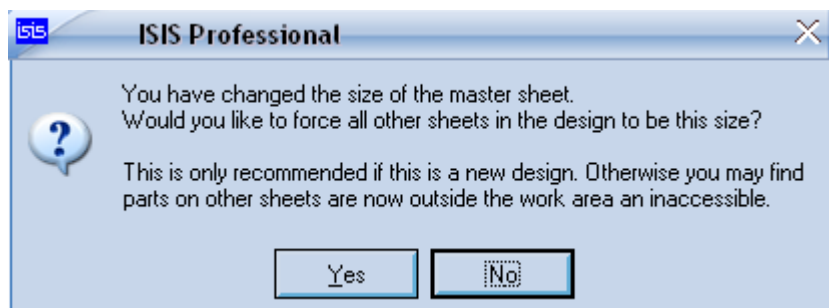 isis ISIS Professional
You have changed the size of the master sheet.
Would you like to force all other sheets in the design to be this size?
This is only recommended if this is a new design. Otherwise you may find
parts on other sheets are now outside the work area an inaccessible.
Yes No